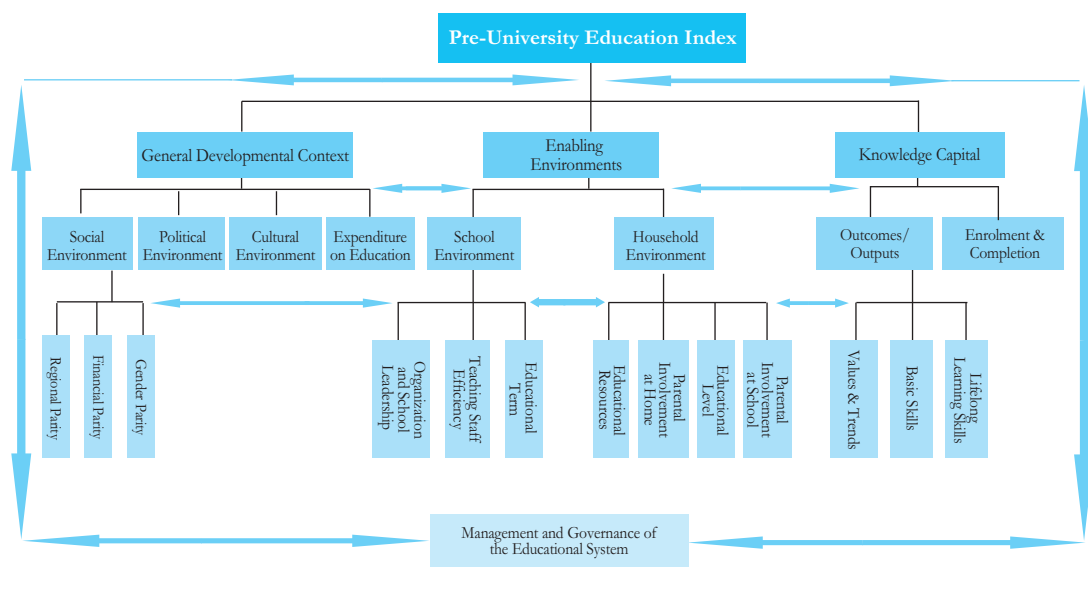 Pre-University Education Index
General Developmental Context
Enabling
Environments
Knowledge Capital
Social
Environment
Political
Environment
Cultural
Environment
Expenditure
on Education
School
Environment
Household
Environment
Outcomes/
Outputs
Enrolment &
Completion
Regional Parity
Financial Parity
Gender Parity
Organization
and School
Leadership
Teaching Staff
Efficiency
Educational
Term
Educational
Resources
Parental
Involvement
at Home
Educational
Level
Parental
Involvement
at School
Values & Trends
Basic Skills
Lifelong
Learning Skills
Management and Governance of
the Educational System